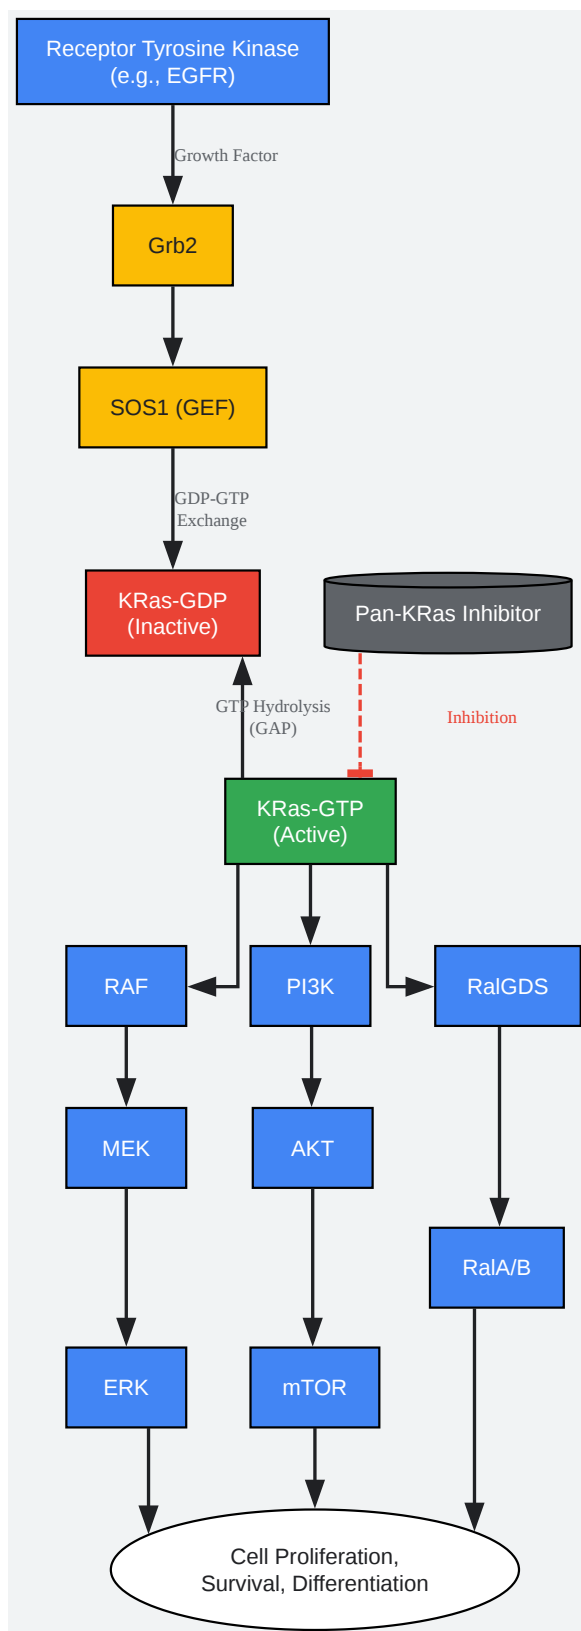 Receptor Tyrosine Kinase
(e.g., EGFR)
Growth Factor
Grb2
SOS1 (GEF)
GDP-GTP
Exchange
KRas-GDP
(Inactive)
Pan-KRas Inhibitor
GTP Hydrolysis
(GAP)
Inhibition
KRas-GTP
(Active)
RAF
PI3K
RalGDS
MEK
AKT
RalA/B
ERK
mTOR
Cell Proliferation,
Survival, Differentiation